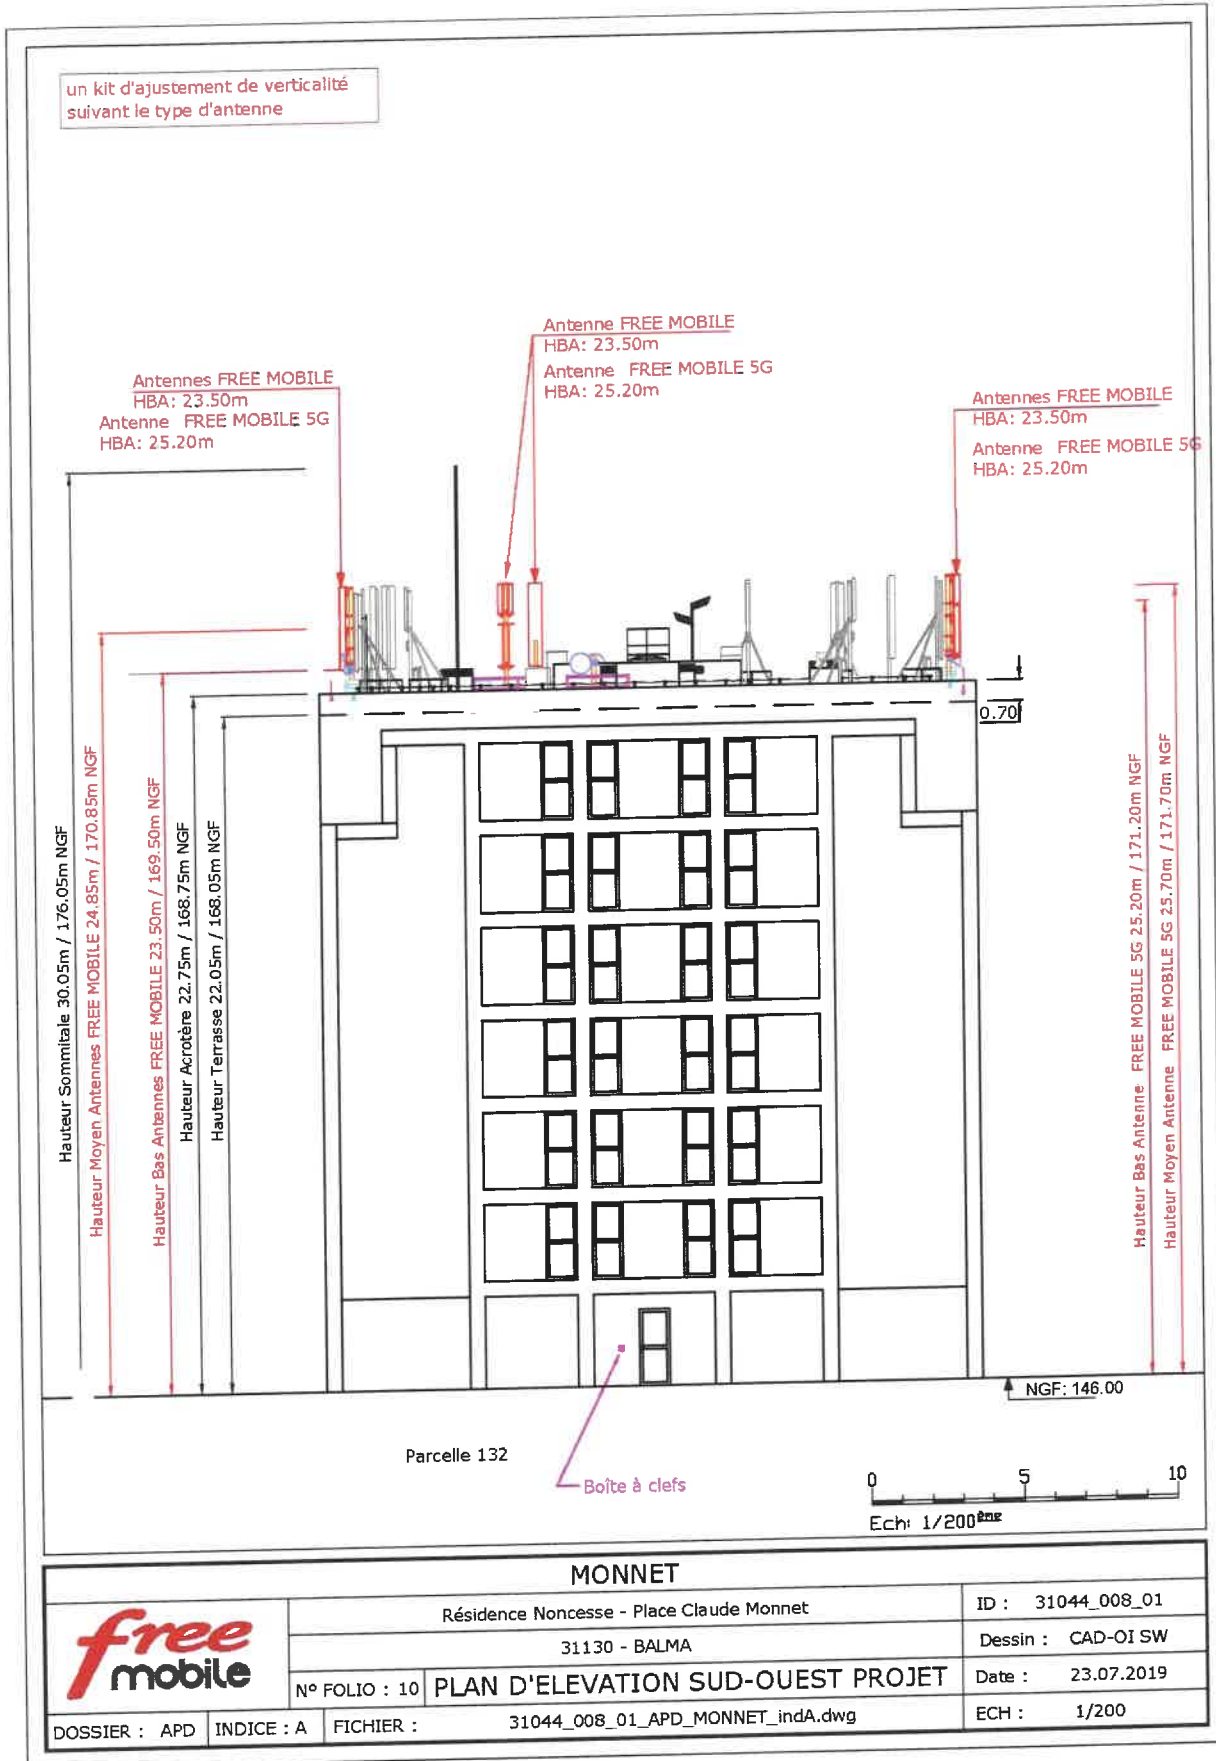 un kit d'ajustement de verticalité
suivant le type d'antenne
Antenne FREE MOBILE
HBA: 23.50m
Antenne FREE MOBILE 5G
HBA: 25.20m
Antennes FREE MOBILE
HBA: 23.50m
Antenne FREE MOBILE 5G
HBA: 25.20m
Antennes FREE MOBILE
HBA: 23.50m
Antenne FREE MOBILE 5G
HBA: 25.20m
0.70
Hauteur Sommitale 30.05m / 176.05m NGF
Hauteur Moyen Antennes FREE MOBILE 24.85m / 170.85m NGF
Hauteur Bas Antennes FREE MOBILE 23.50m / 169.50m NGF
Hauteur Acrotère 22.75m / 168.75m NGF
Hauteur Terrasse 22.05m / 168.05m NGF
Hauteur Bas Antenne FREE MOBILE 5G 25.20m / 171.20m NGF
Hauteur Moyen Antenne FREE MOBILE 5G 25.70m / 171.70m NGF
NGF: 146.00
Parcelle 132
Boîte à clefs
0 5 10
Ech: 1/200ème
MONNET
free mobile
Résidence Noncesse - Place Claude Monnet
31130 - BALMA
N° FOLIO : 10
PLAN D'ELEVATION SUD-OUEST PROJET
ID : 31044_008_01
Dessin : CAD-OI SW
Date : 23.07.2019
ECH : 1/200
DOSSIER : APD
INDICE : A
FICHIER : 31044_008_01_APD_MONNET_indA.dwg